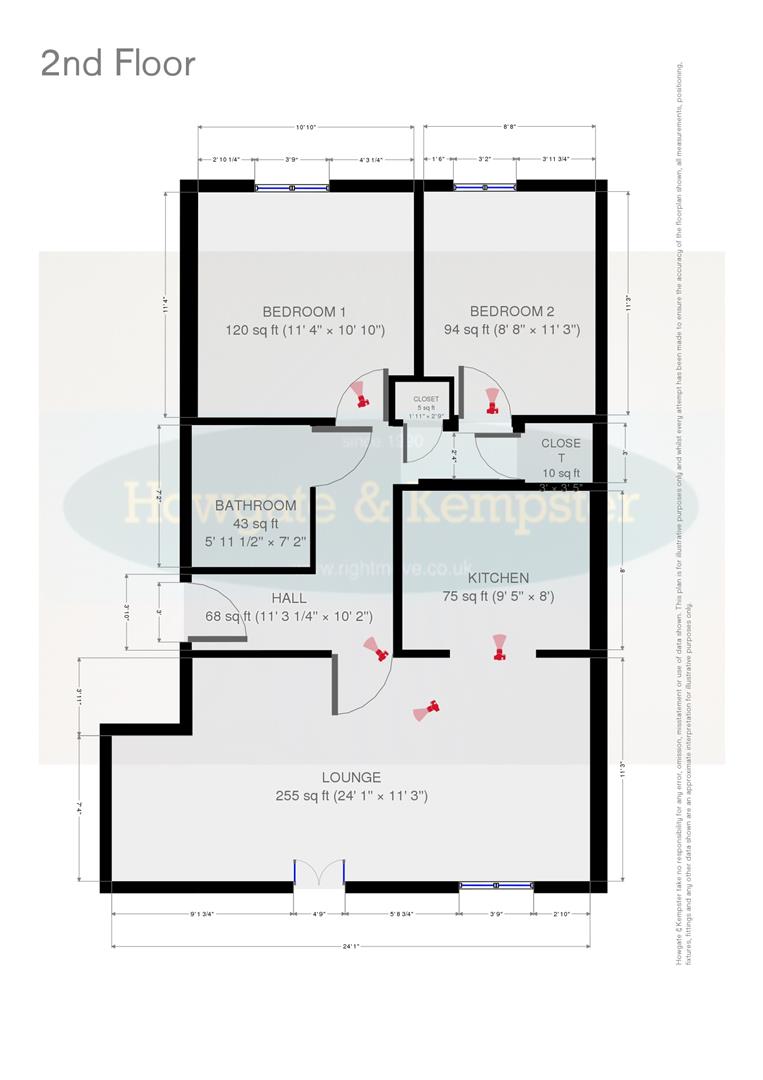 2nd Floor
10' 10"
8' 8"
2' 10 1/4"
3' 9"
4' 3 1/4"
1' 6"
3' 2"
3' 11 3/4"
11' 4"
11' 3"
BEDROOM 1
120 sq ft (11' 4" × 10' 10")
BEDROOM 2
94 sq ft (8' 8" × 11' 3")
CLOSET
5 sq ft
1' 11" × 2' 9"
since 1990
2' 4"
CLOSE
T
10 sq ft
3' × 3' 5"
3'
7' 2"
Howgate & Kempster
BATHROOM
43 sq ft
5' 11 1/2" × 7' 2"
www.rightmove.co.uk
KITCHEN
75 sq ft (9' 5" × 8')
8'
HALL
68 sq ft (11' 3 1/4" × 10' 2")
3' 10"
3'
3' 11"
LOUNGE
255 sq ft (24' 1" × 11' 3")
11' 3"
7' 4"
9' 1 3/4"
4' 9"
5' 8 3/4"
3' 9"
2' 10"
24' 1"
Howgate & Kempster take no responsibility for any error, omission, misstatement or use of data shown. This plan is for illustrative purposes only and whilst every attempt has been made to ensure the accuracy of the floorplan shown, all measurements, positioning,
fixtures, fittings and any other data shown are an approximate interpretation for illustrative purposes only.